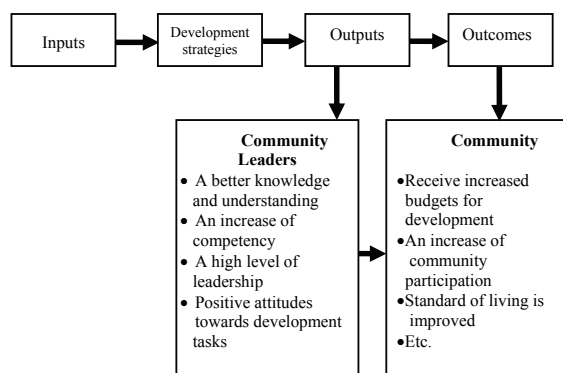 Inputs
Development
strategies
Outputs
Outcomes
Community
Leaders
• A better knowledge
and understanding
• An increase of
competency
• A high level of
leadership
• Positive attitudes
towards development
tasks
Community
•Receive increased
budgets for
development
•An increase of
community
participation
•Standard of living is
improved
•Etc.